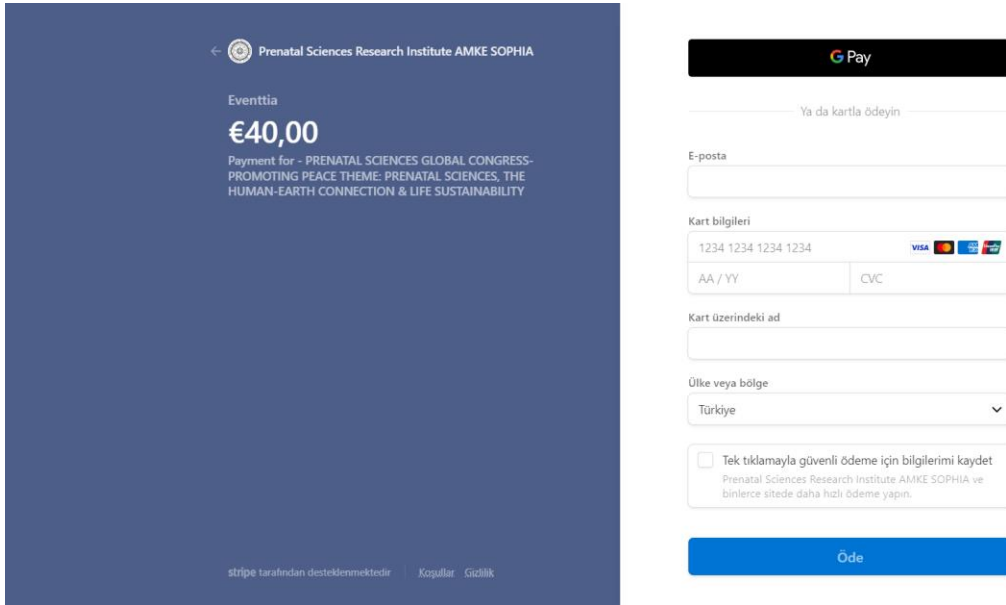 Prenatal Sciences Research Institute AMKE SOPHIA
Eventtia
€40,00
Payment for - PRENATAL SCIENCES GLOBAL CONGRESS-
PROMOTING PEACE THEME: PRENATAL SCIENCES, THE
HUMAN-EARTH CONNECTION & LIFE SUSTAINABILITY
stripe tarafından desteklenmektedir
Koşullar Gizlilik
G Pay
Ya da kartla ödeyin
E-posta
Kart bilgileri
1234 1234 1234 1234 VISA
AA / YY CVC
Kart üzerindeki ad
Ülke veya bölge
Türkiye
Tek tıklamayla güvenli ödeme için bilgilerimi kaydet
Prenatal Sciences Research Institute AMKE SOPHIA ve
binlerce sitede daha hızlı ödeme yapın.
Öde